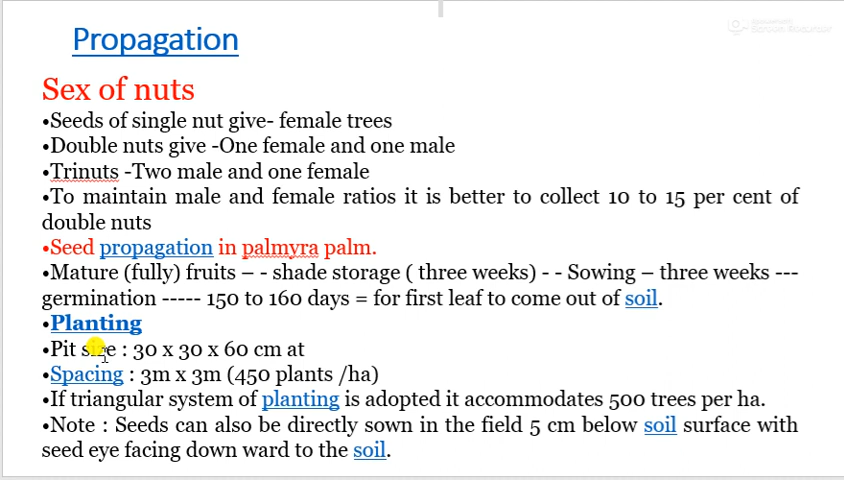 Propagation
Sex of nuts
•Seeds of single nut give- female trees
•Double nuts give -One female and one male
•Trinuts -Two male and one female
•To maintain male and female ratios it is better to collect 10 to 15 per cent of
double nuts
•Seed propagation in palmyra palm.
•Mature (fully) fruits – - shade storage ( three weeks) - - Sowing – three weeks ---
germination ----- 150 to 160 days = for first leaf to come out of soil.
•Planting
•Pit size : 30 x 30 x 60 cm at
•Spacing : 3m x 3m (450 plants /ha)
•If triangular system of planting is adopted it accommodates 500 trees per ha.
•Note : Seeds can also be directly sown in the field 5 cm below soil surface with
seed eye facing down ward to the soil.